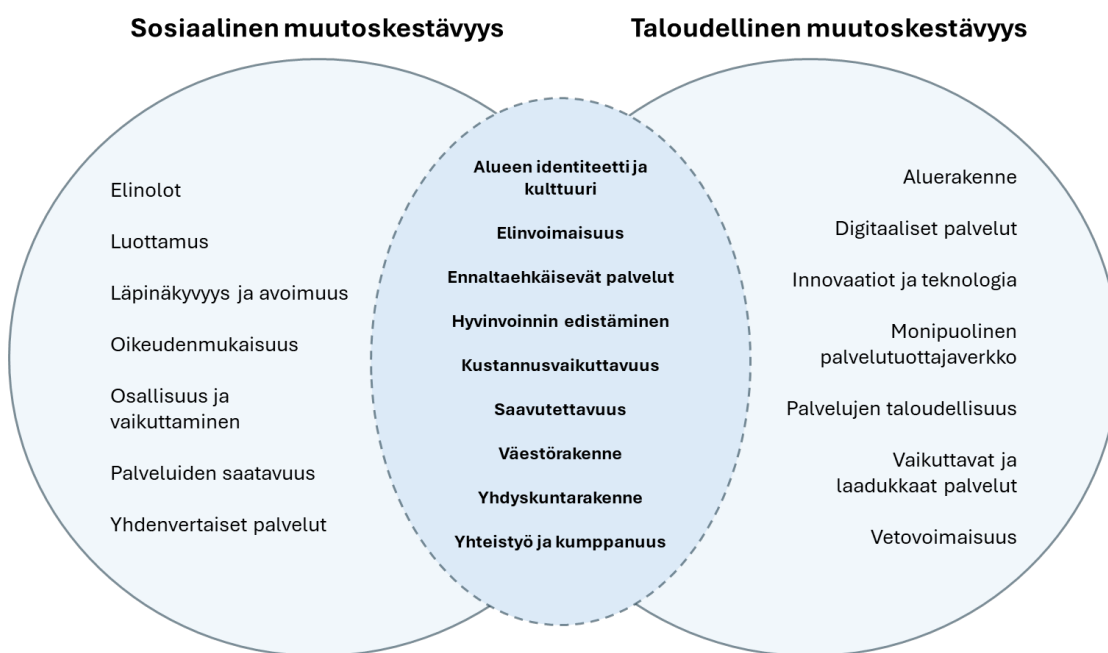 Sosiaalinen muutoskestävyys
Taloudellinen muutoskestävyys
Elinolot
Luottamus
Läpinäkyvyys ja avoimuus
Oikeudenmukaisuus
Osallisuus ja
vaikuttaminen
Palveluiden saatavuus
Yhdenvertaiset palvelut
Alueen identiteetti ja
kulttuuri
Elinvoimaisuus
Ennaltaehkäisevät palvelut
Hyvinvoinnin edistäminen
Kustannusvaikuttavuus
Saavutettavuus
Väestörakenne
Yhdyskuntarakenne
Yhteistyö ja kumppanuus
Aluerakenne
Digitaaliset palvelut
Innovaatiot ja teknologia
Monipuolinen
palvelutuottajaverkko
Palvelujen taloudellisuus
Vaikuttavat ja
laadukkaat palvelut
Vetovoimaisuus